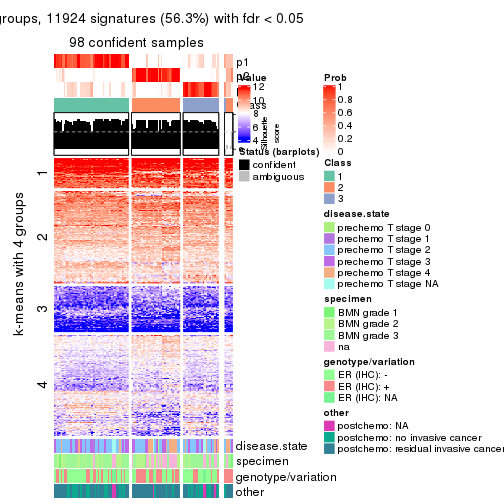 groups, 11924 signatures (56.3%) with fdr < 0.05
98 confident samples
p1
p2
Value
12
10
8
6
4
Silhouette
score
Status (barplots)
confident
ambiguous
k-means with 4 groups
1
2
3
4
disease.state
specimen
genotype/variation
other
Prob
1
0.8
0.6
0.4
0.2
0
Class
1
2
3
disease.state
prechemo T stage 0
prechemo T stage 1
prechemo T stage 2
prechemo T stage 3
prechemo T stage 4
prechemo T stage NA
specimen
BMN grade 1
BMN grade 2
BMN grade 3
na
genotype/variation
ER (IHC): -
ER (IHC): +
ER (IHC): NA
other
postchemo: NA
postchemo: no invasive cancer
postchemo: residual invasive cancer